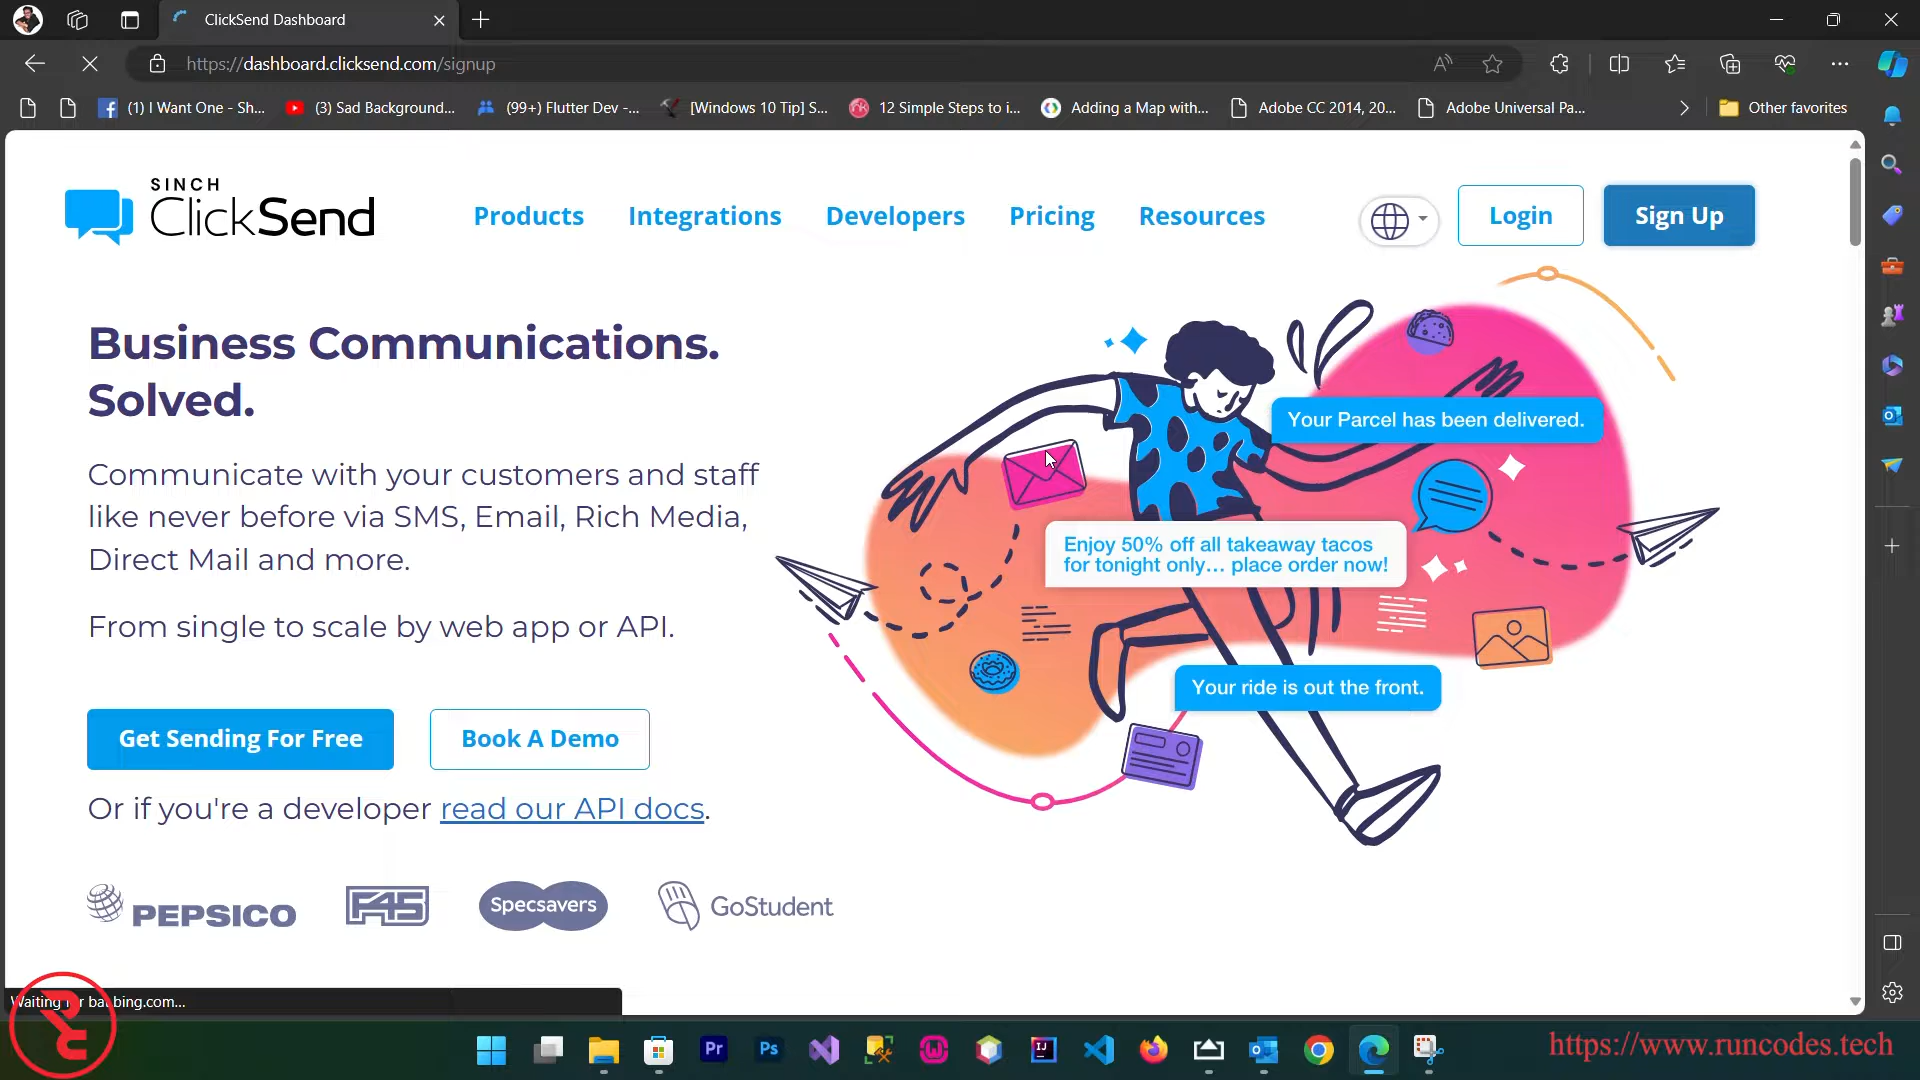 ClickSend Dashboard
https://dashboard.clicksend.com/signup
(1) I Want One - Sh...
(3) Sad Background...
(99+) Flutter Dev -...
[Windows 10 Tip] S...
12 Simple Steps to i...
Adding a Map with...
Adobe CC 2014, 20...
Adobe Universal Pa...
Other favorites
SINCH
ClickSend
Products
Integrations
Developers
Pricing
Resources
Login
Sign Up
Business Communications.
Solved.
Communicate with your customers and staff
like never before via SMS, Email, Rich Media,
Direct Mail and more.
From single to scale by web app or API.
Get Sending For Free
Book A Demo
Or if you're a developer read our API docs.
Your Parcel has been delivered.
Enjoy 50% off all takeaway tacos
for tonight only... place order now!
Your ride is out the front.
PEPSICO
F45
Specsavers
GoStudent
Waiting for bat.bing.com...
Pr
Ps
IJ
https://www.runcodes.tech